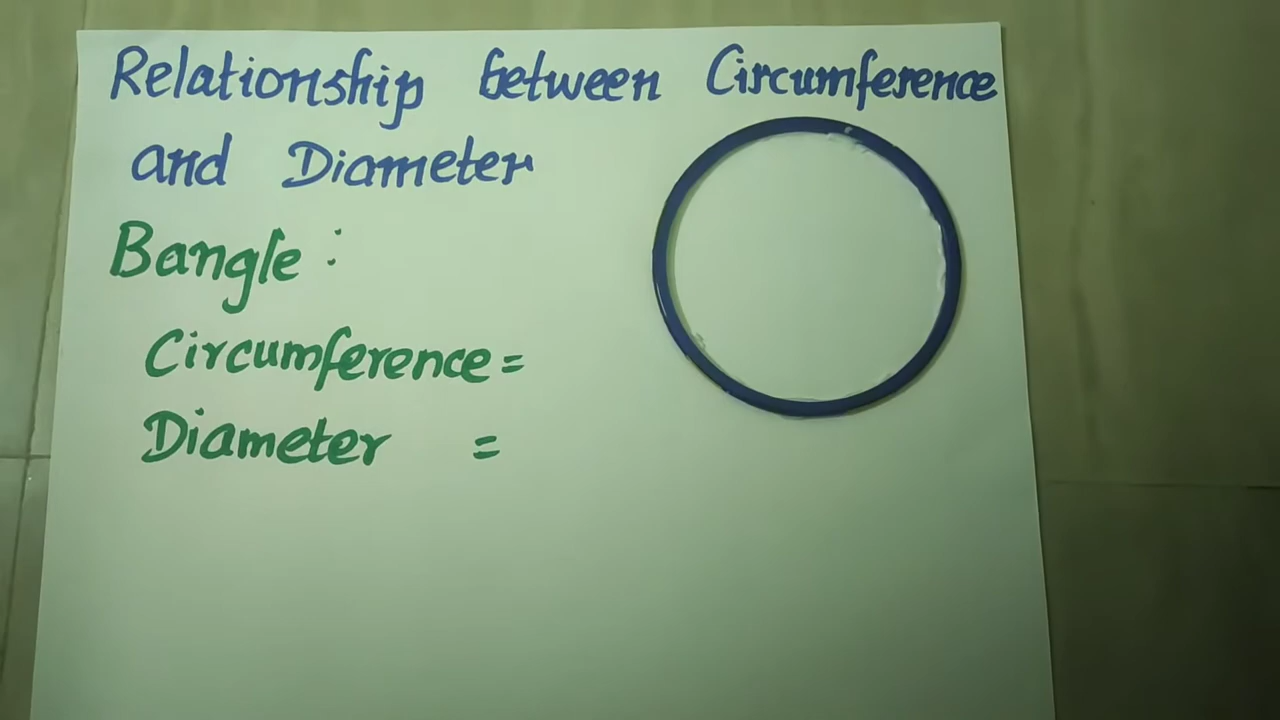 Relationship between Circumference
and Diameter
Bangle :
Circumference =
Diameter =